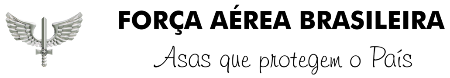 FORÇA AÉREA BRASILEIRA
Asas que protegem o País